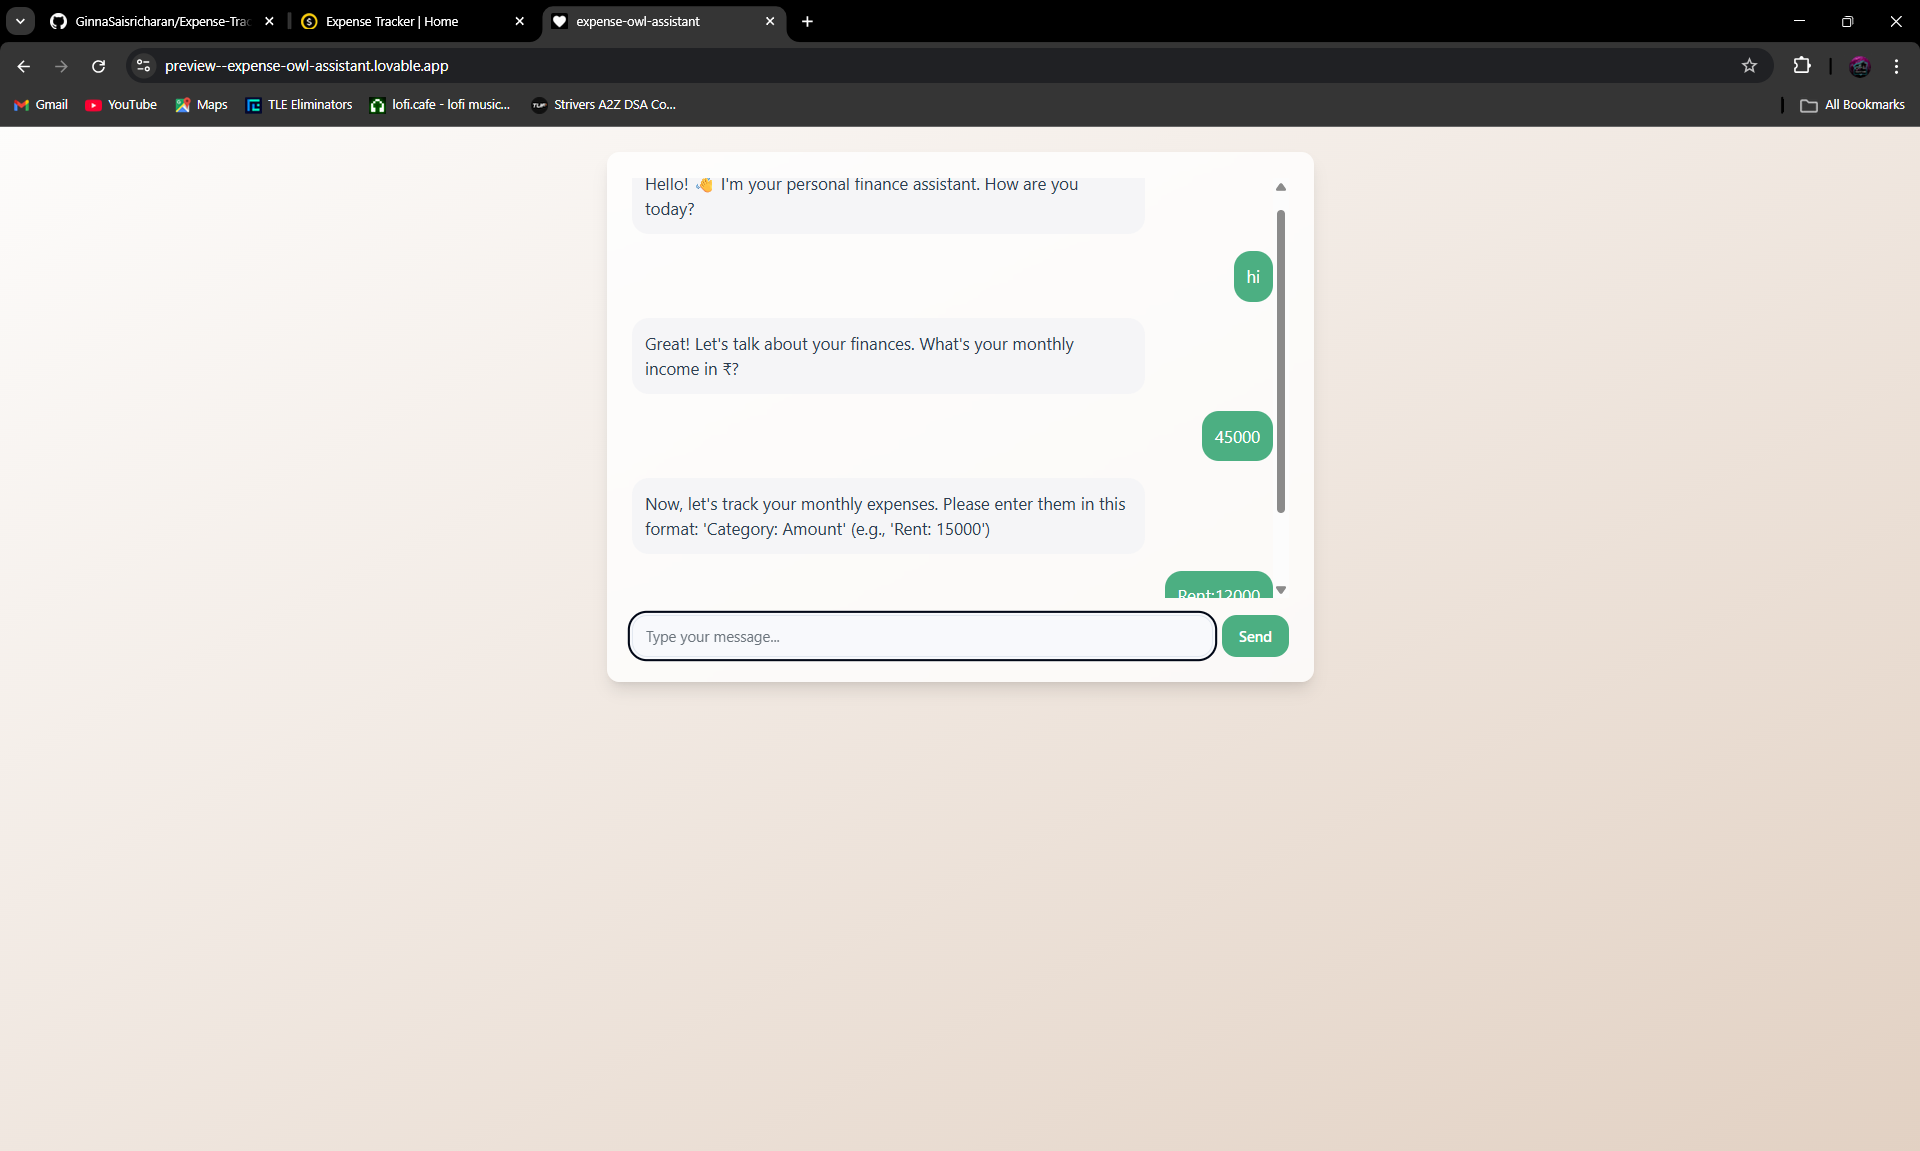 GinnaSaisricharan/Expense-Trac
Expense Tracker | Home
expense-owl-assistant
preview--expense-owl-assistant.lovable.app
Gmail
YouTube
Maps
TLE Eliminators
lofi.cafe - lofi music...
Strivers A2Z DSA Co...
All Bookmarks
Hello! 👋 I'm your personal finance assistant. How are you
today?
hi
Great! Let's talk about your finances. What's your monthly
income in ₹?
45000
Now, let's track your monthly expenses. Please enter them in this
format: 'Category: Amount' (e.g., 'Rent: 15000')
Rent:12000
Type your message...
Send